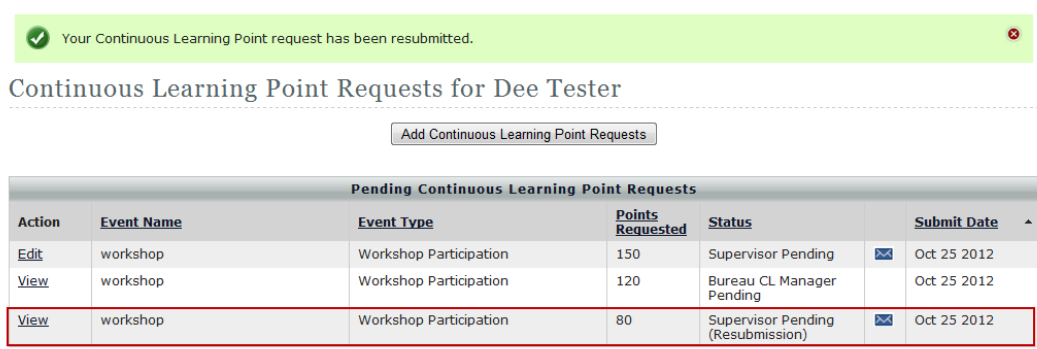 Your Continuous Learning Point request has been resubmitted.
Continuous Learning Point Requests for Dee Tester
Add Continuous Learning Point Requests
Pending Continuous Learning Point Requests
Action Event Name Event Type Points Requested Status Submit Date
Edit workshop Workshop Participation 150 Supervisor Pending Oct 25 2012
View workshop Workshop Participation 120 Bureau CL Manager Pending Oct 25 2012
View workshop Workshop Participation 80 Supervisor Pending (Resubmission) Oct 25 2012